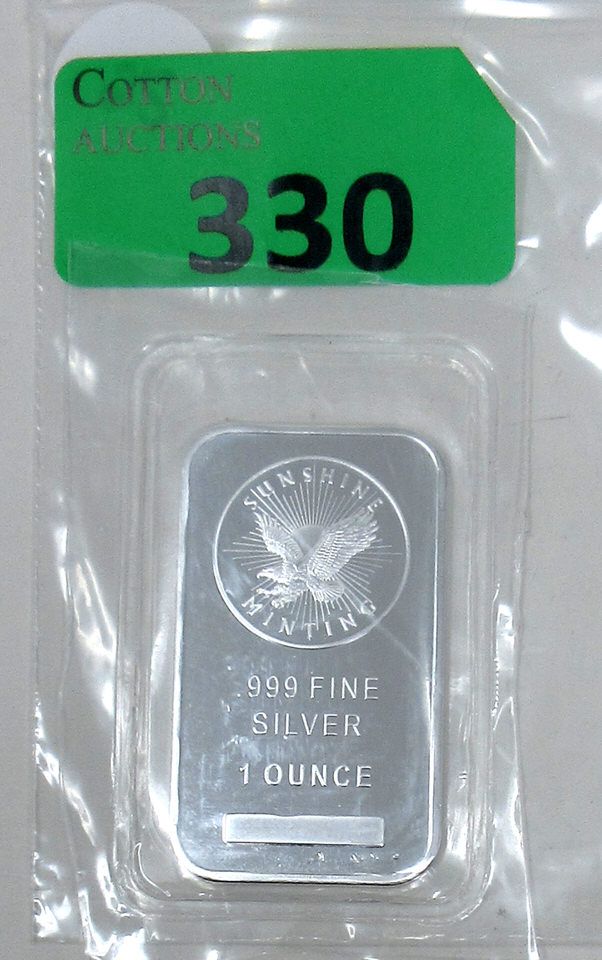 COTTON
AUCTIONS
330
SUNSHINE
MINTING
.999 FINE
SILVER
1 OUNCE